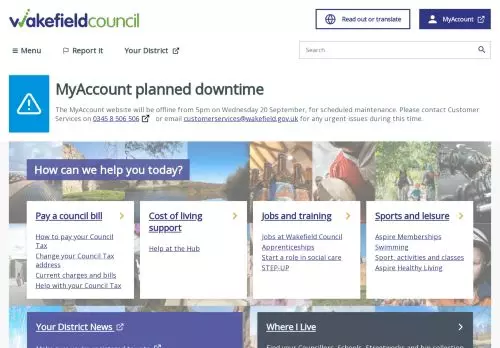 wakefieldcouncil
Read or translate
MyAccount
Menu
Report it
Your District
Search
MyAccount planned downtime
The MyAccount website will be offline from 5pm on Wednesday 20 September, for scheduled maintenance. Please contact Customer
Services on 0345 8 506 506 or email customerservices@wakefield.gov.uk for any urgent issues during this time.
How can we help you today?
Pay a council bill
How to pay your Council
Tax
Change your Council Tax
address
Current charges and bills
Help with your Council Tax
Cost of living
support
Help at the Hub
Jobs and training
Jobs at Wakefield Council
Apprenticeships
Start a role in social care
STEP-UP
Sports and leisure
Aspire Memberships
Swimming
Sport, activities and classes
Aspire Healthy Living
Your District News
Where I Live